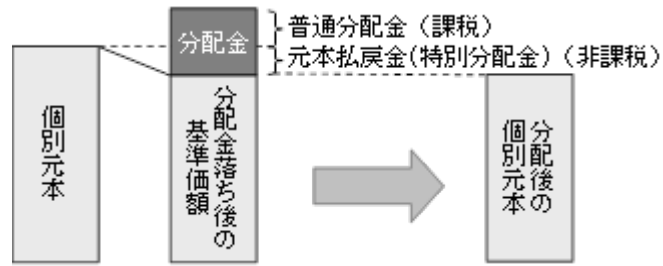 分配金
普通分配金（課税）
元本払戻金(特別分配金)（非課税）
個別元本
分配金落ち後の
基準価額
分配後の
個別元本